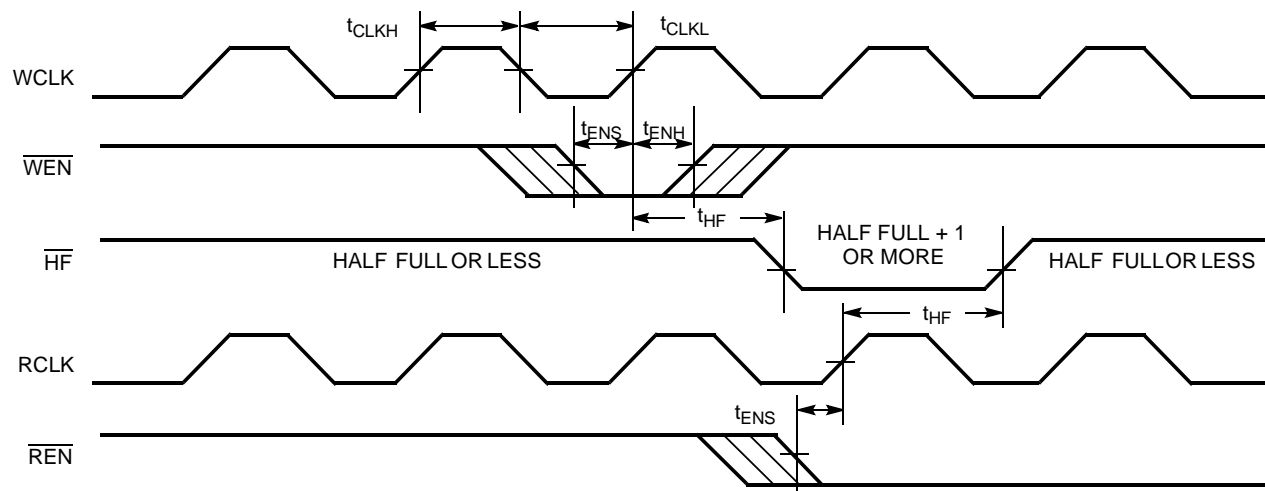 tCLKH
tCLKL
WCLK
tENS
tENH
WEN
tHF
HALF FULL + 1
OR MORE
HF
HALF FULL OR LESS
HALF FULL OR LESS
tHF
RCLK
tENS
REN